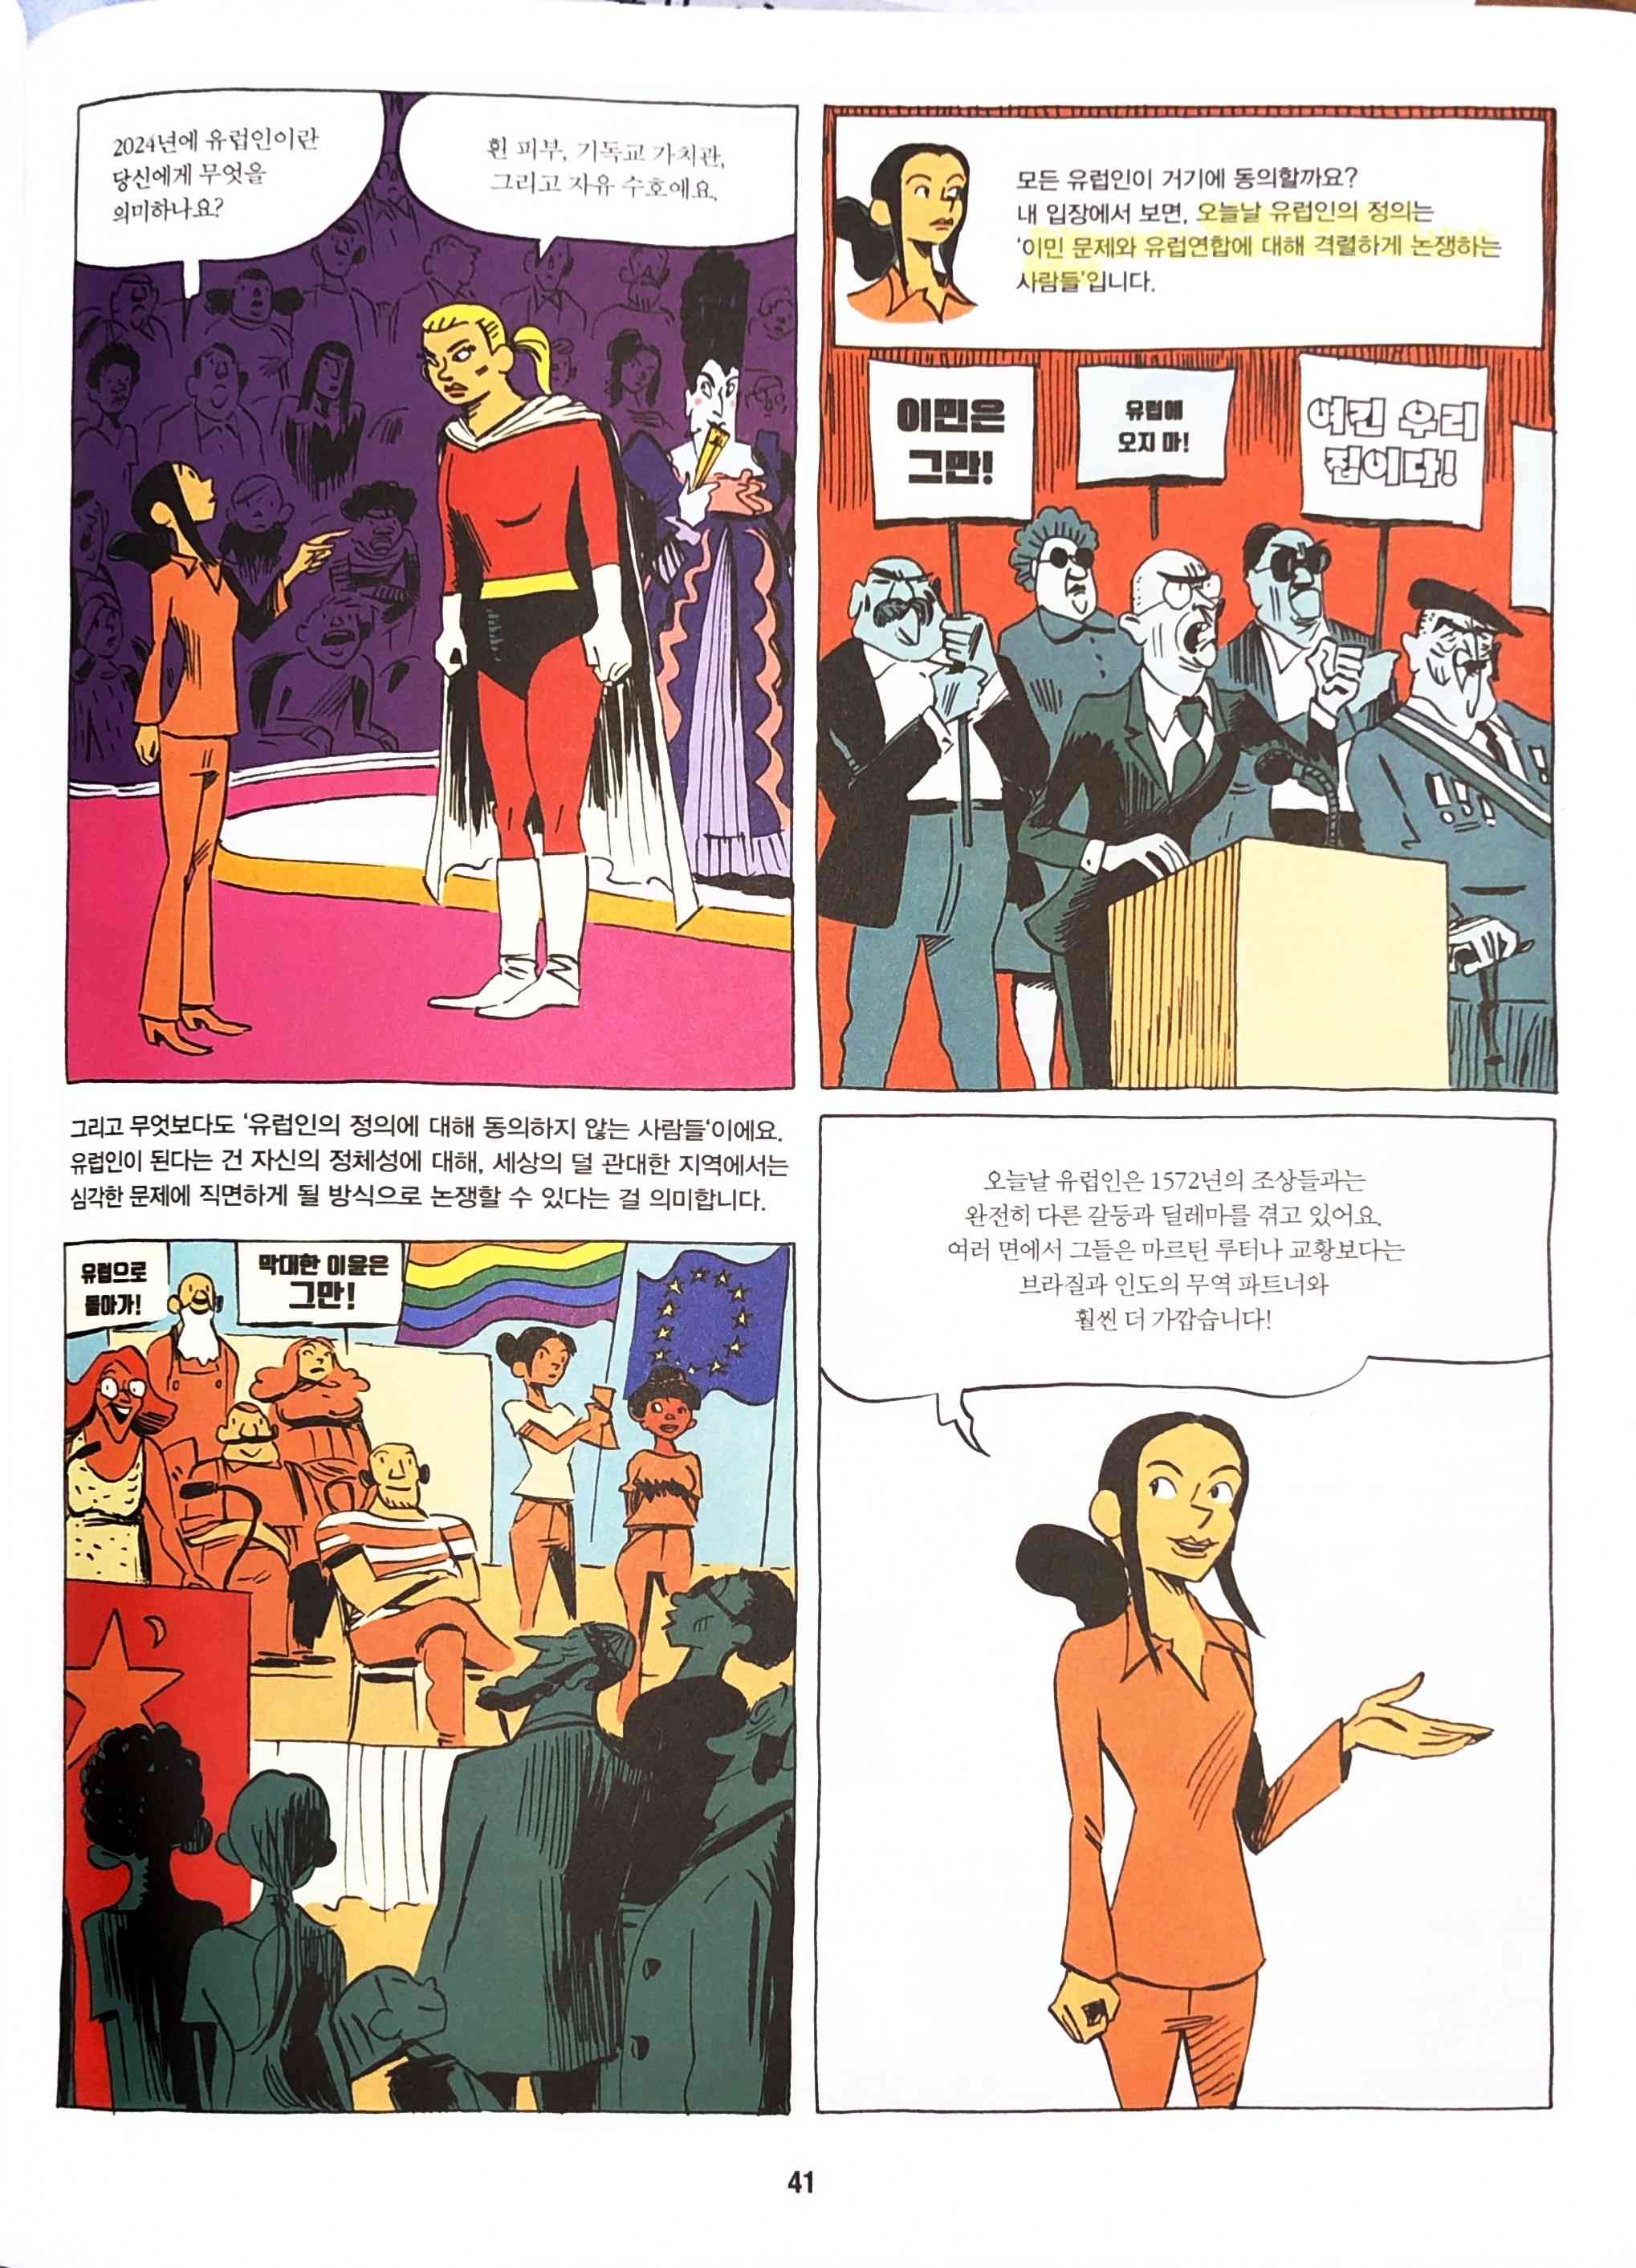 2024년에 유럽인이란
당신에게 무엇을
의미하나요?
흰 피부, 기독교 가치관,
그리고 자유 수호예요.
모든 유럽인이 거기에 동의할까요?
내 입장에서 보면, 오늘날 유럽인의 정의는
'이민 문제와 유럽연합에 대해 격렬하게 논쟁하는
사람들'입니다.
이민은
그만!
유럽에
오지 마!
여긴 우리
집이다!
그리고 무엇보다도 '유럽인의 정의에 대해 동의하지 않는 사람들'이에요.
유럽인이 된다는 건 자신의 정체성에 대해, 세상의 덜 관대한 지역에서는
심각한 문제에 직면하게 될 방식으로 논쟁할 수 있다는 걸 의미합니다.
유럽으로
돌아가!
막대한 이윤은
그만!
오늘날 유럽인은 1572년의 조상들과는
완전히 다른 갈등과 딜레마를 겪고 있어요.
여러 면에서 그들은 마르틴 루터나 교황보다는
브라질과 인도의 무역 파트너와
훨씬 더 가깝습니다!
41